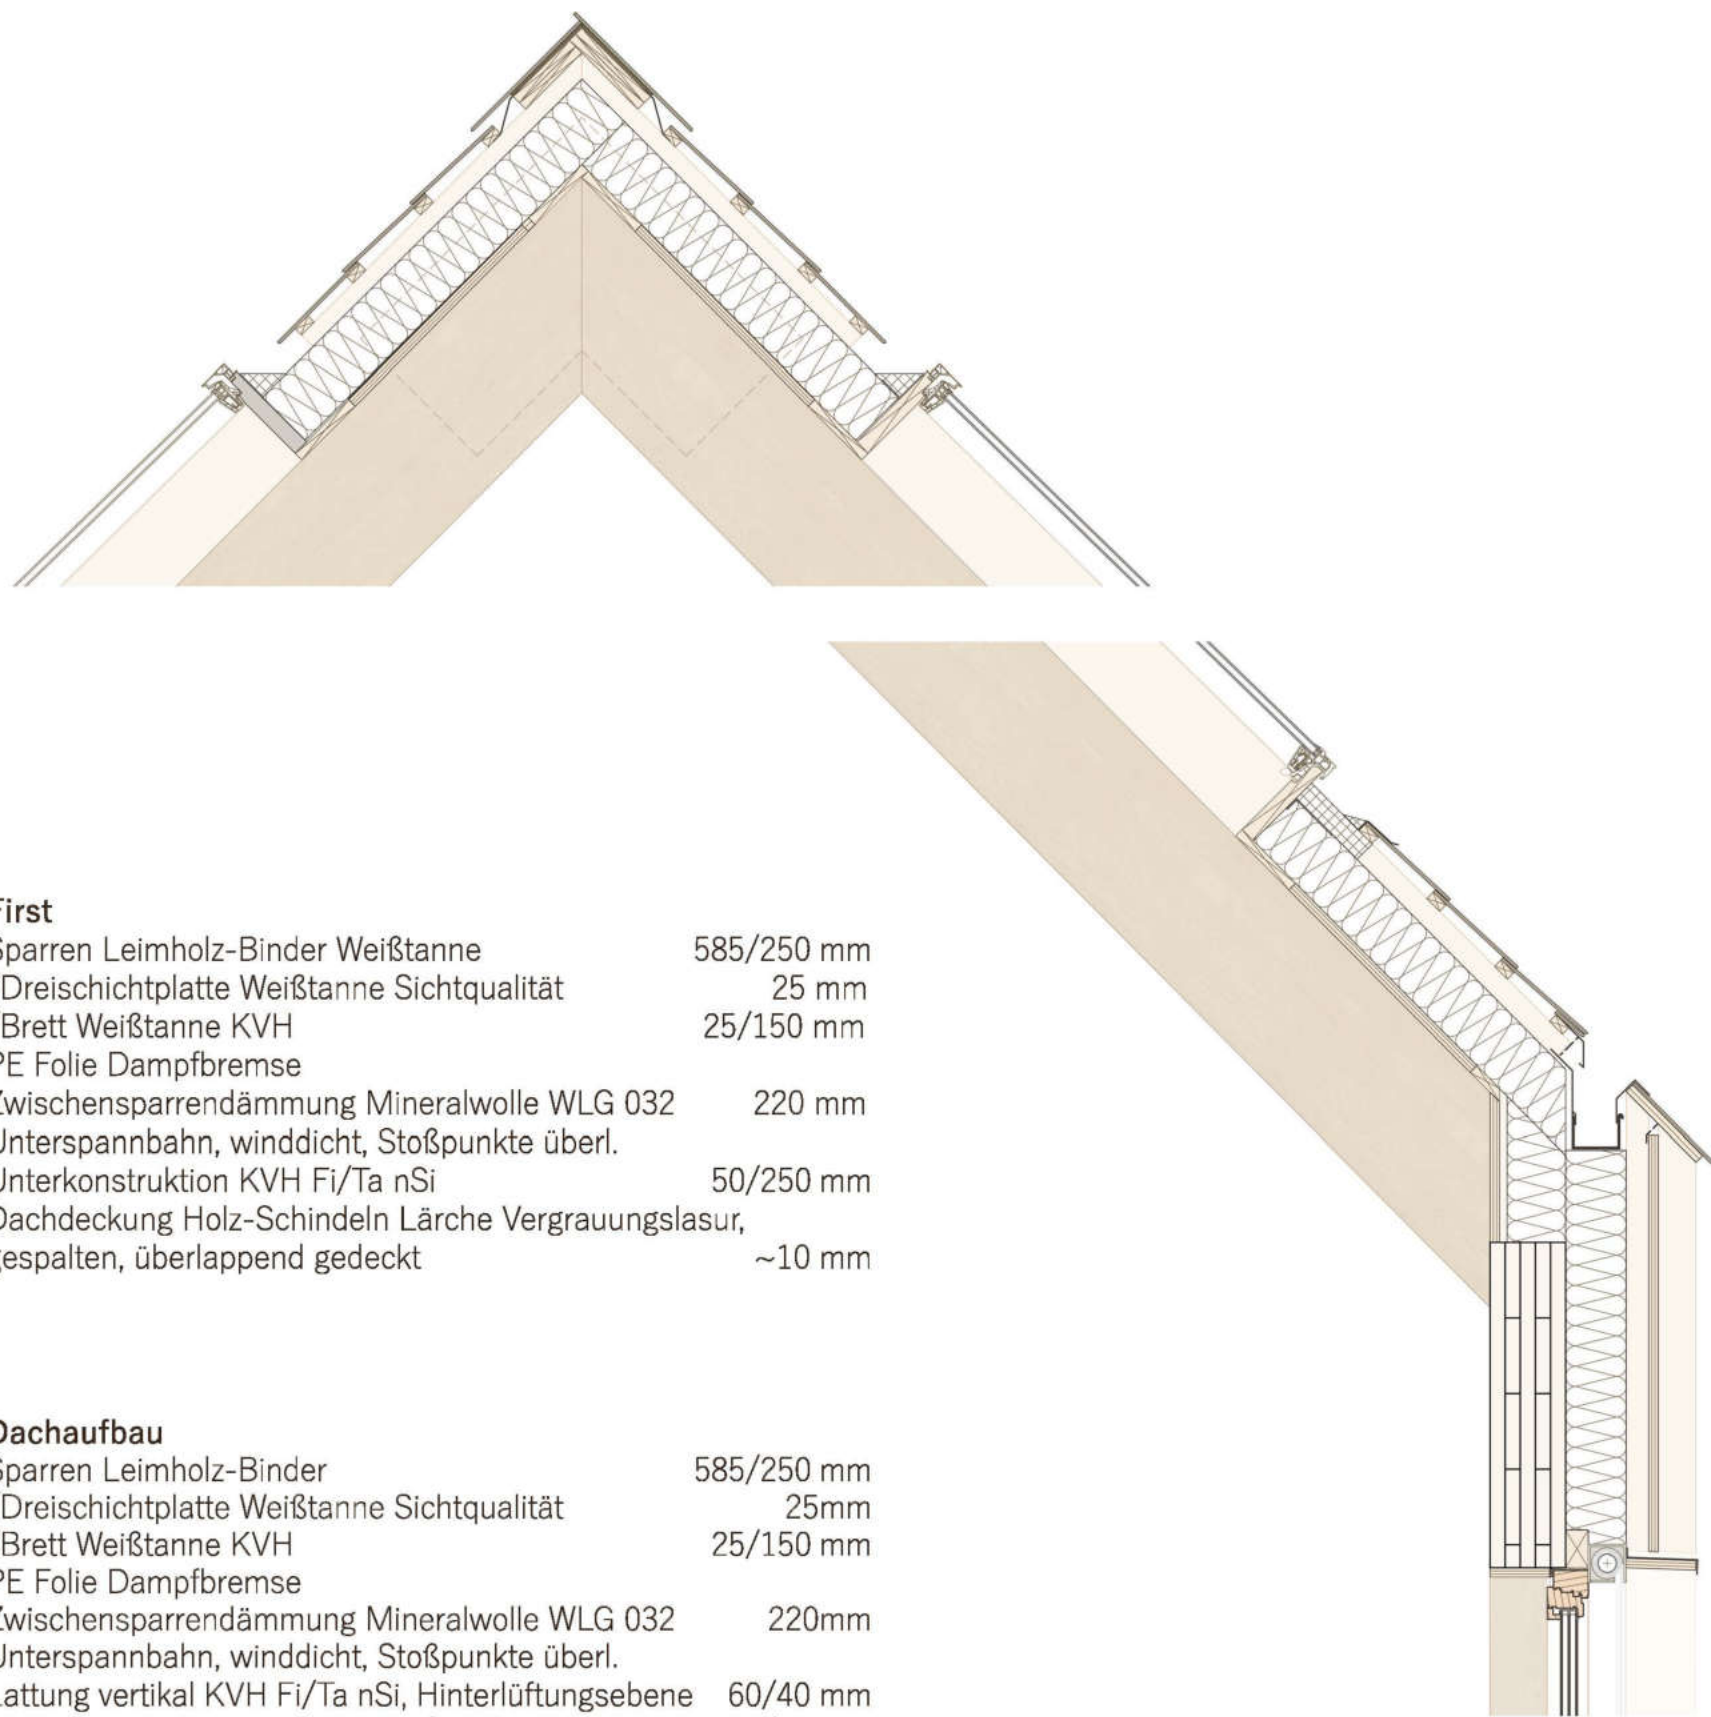 First
Sparren Leimholz-Binder Weißtanne 585/250 mm
Dreischichtplatte Weißtanne Sichtqualität 25 mm
Brett Weißtanne KVH 25/150 mm
PE Folie Dampfbremse
Zwischensparrendämmung Mineralwolle WLG 032 220 mm
Unterspannbahn, winddicht, Stoßpunkte überl.
Unterkonstruktion KVH Fi/Ta nSi 50/250 mm
Dachdeckung Holz-Schindeln Lärche Vergrauungslasur,
gespalten, überlappend gedeckt ~10 mm
Dachaufbau
Sparren Leimholz-Binder 585/250 mm
Dreischichtplatte Weißtanne Sichtqualität 25mm
Brett Weißtanne KVH 25/150 mm
PE Folie Dampfbremse
Zwischensparrendämmung Mineralwolle WLG 032 220mm
Unterspannbahn, winddicht, Stoßpunkte überl.
Lattung vertikal KVH Fi/Ta nSi, Hinterlüftungsebene 60/40 mm